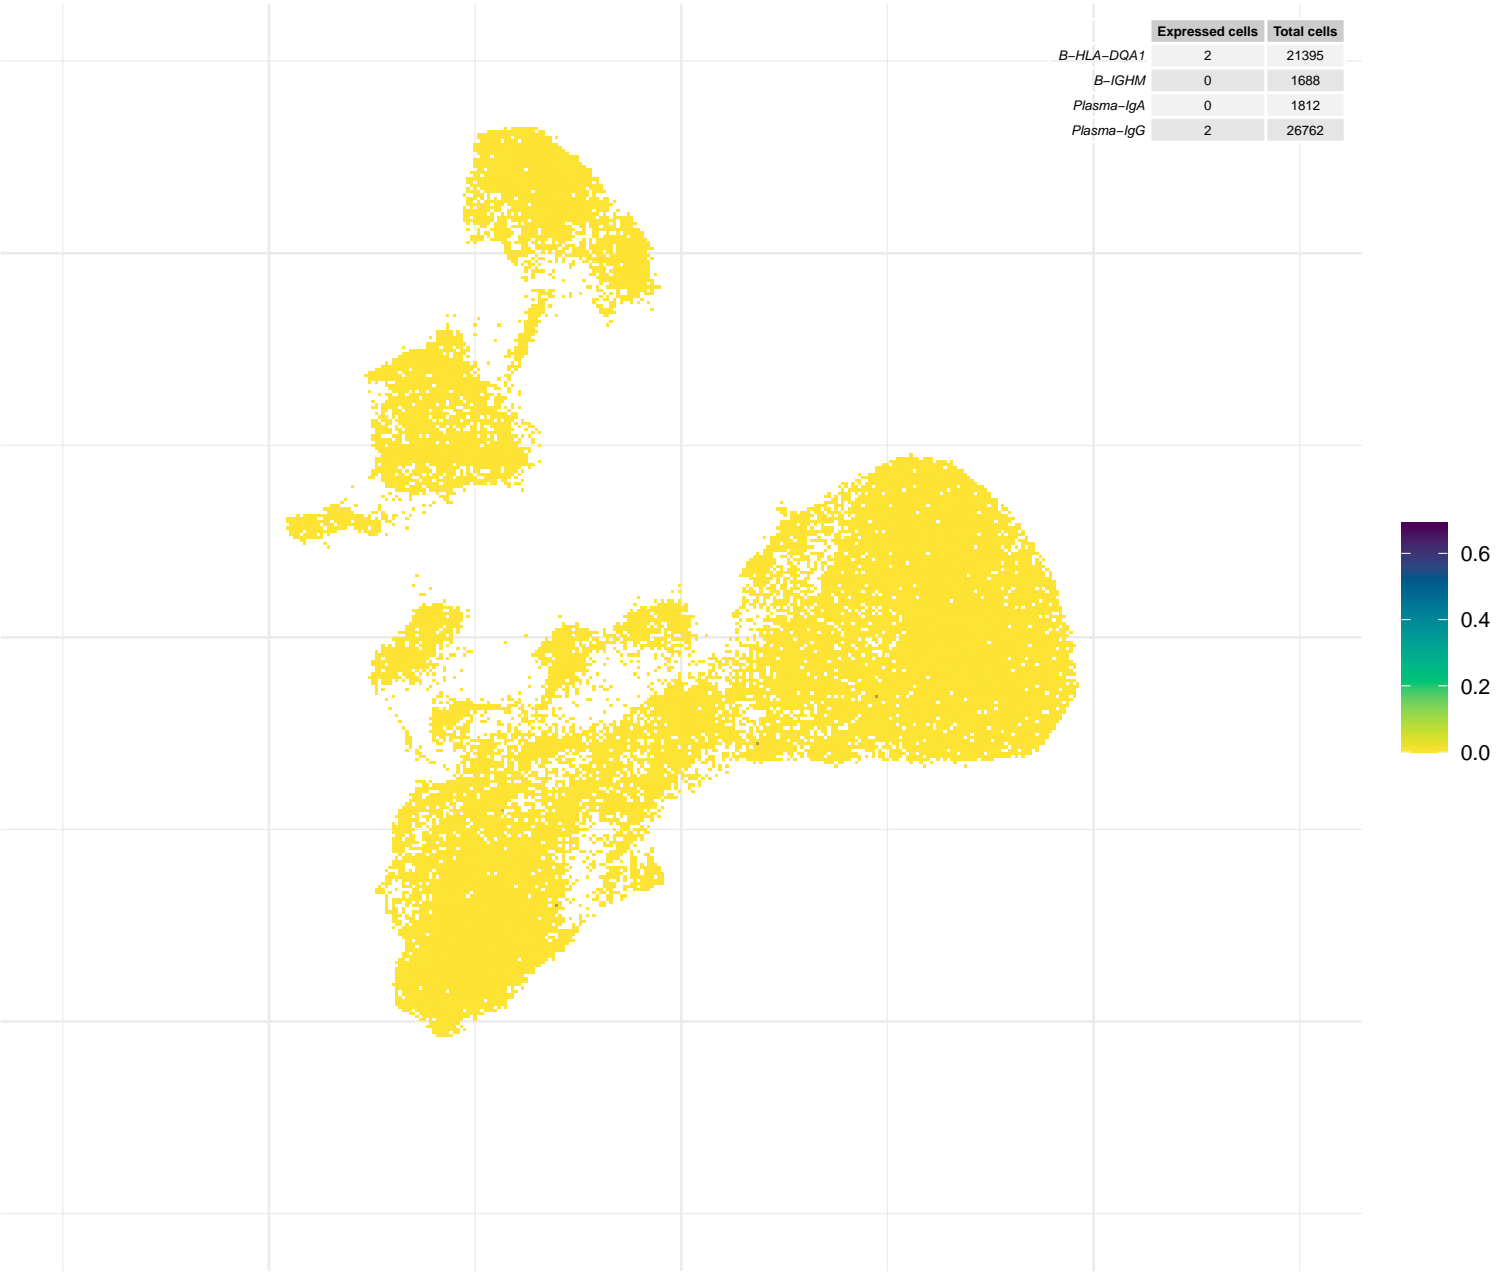 Expressed cells Total cells
B−HLA−DQA1 2 21395
B−IGHM 0 1688
Plasma−IgA 0 1812
Plasma−IgG 2 26762
0.6
0.4
0.2
0.0